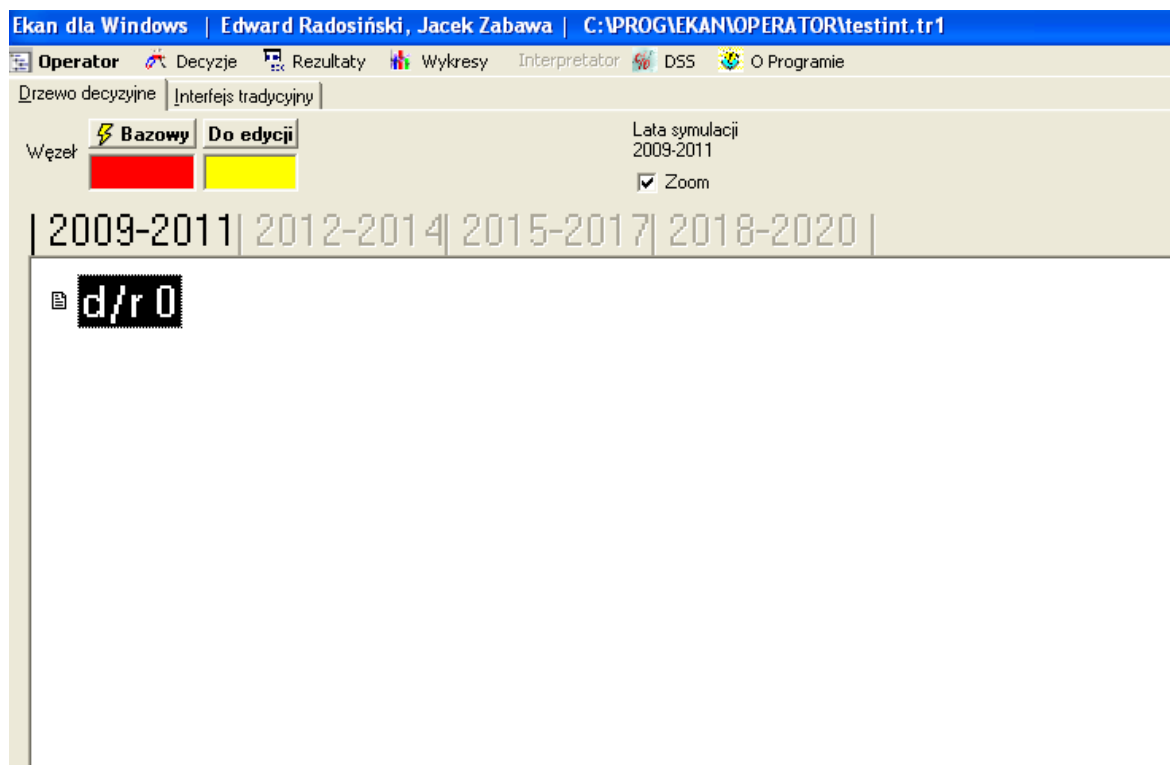 Ekan dla Windows | Edward Radosiński, Jacek Zabawa | C:\PROG\EKAN\OPERATOR\testint.tr1
Operator Decyzje Rezultaty Wykresy Interpretator DSS O Programie
Drzewo decyzyjne Interfejs tradycyjny
Węzeł Bazowy Do edycji
Lata symulacji
2009-2011
Zoom
| 2009-2011| 2012-2014| 2015-2017| 2018-2020 |
d/r 0